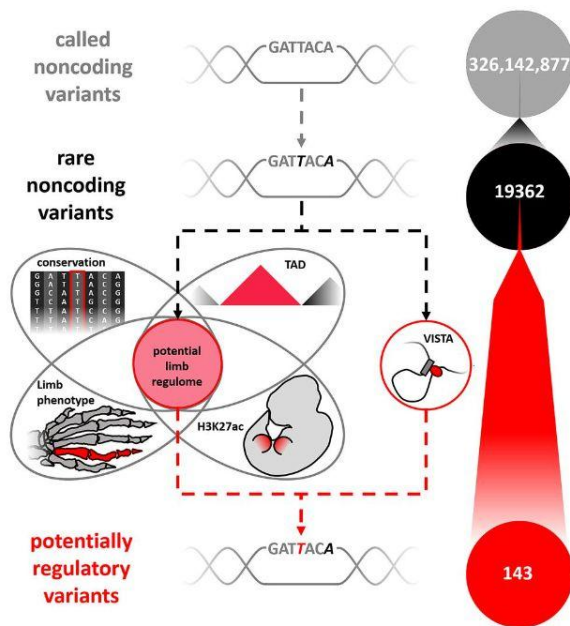 called
noncoding
variants
GATTACA
326,142,877
rare
noncoding
variants
GATTACA
19362
conservation
TAD
potential
limb
regulome
VISTA
Limb
phenotype
H3K27ac
potentially
regulatory
variants
GATTACA
143